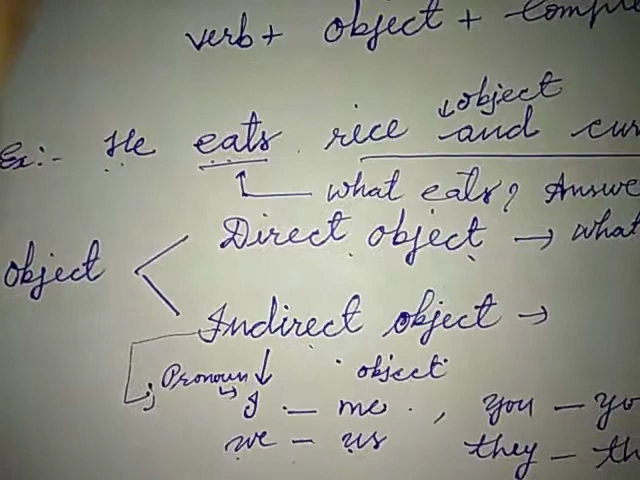 verb + object +
↓object
Ex:- He eats rice and
what eats?
Direct object → what
object
Indirect object →
Pronoun object
I — me , you —
we — us they —